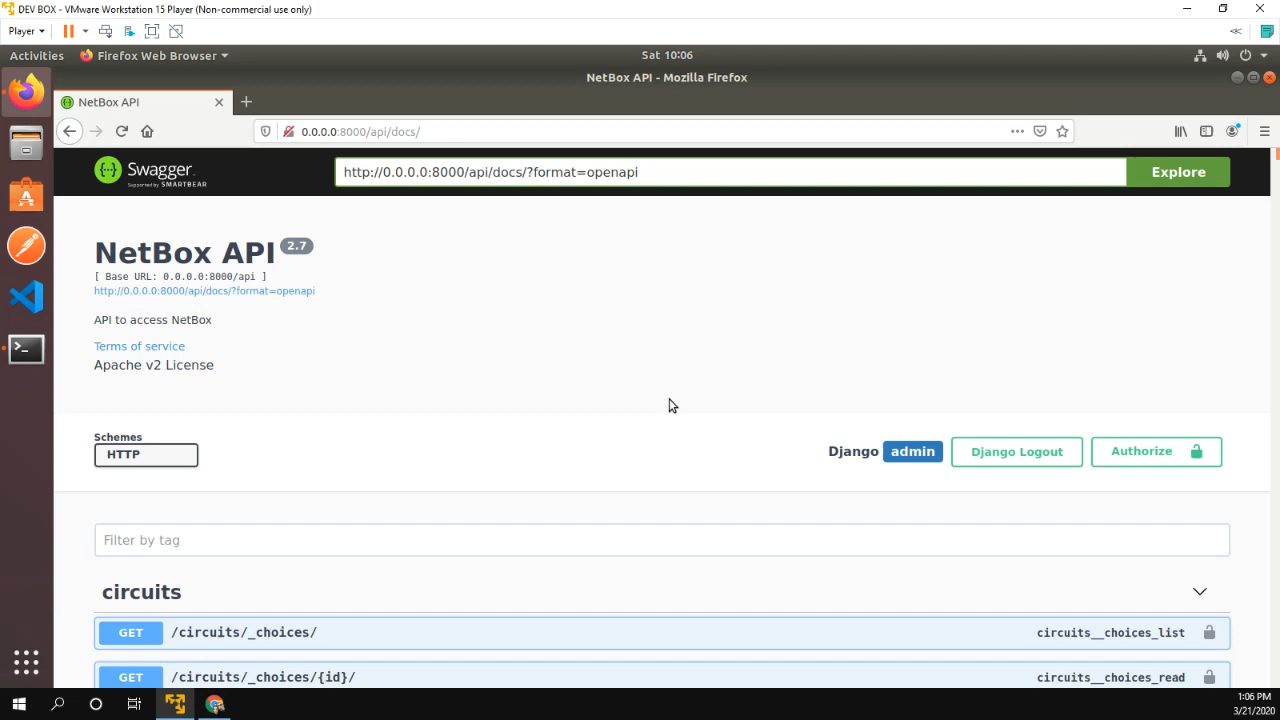 DEV BOX - VMware Workstation 15 Player (Non-commercial use only)
Player
Activities Firefox Web Browser Sat 10:06
NetBox API - Mozilla Firefox
NetBox API
0.0.0.0:8000/api/docs/
Swagger
Supported by SMARTBEAR
http://0.0.0.0:8000/api/docs/?format=openapi Explore
NetBox API 2.7
[ Base URL: 0.0.0.0:8000/api ]
http://0.0.0.0:8000/api/docs/?format=openapi
API to access NetBox
Terms of service
Apache v2 License
Schemes
HTTP
Django admin Django Logout Authorize
Filter by tag
circuits
GET /circuits/_choices/ circuits__choices_list
GET /circuits/_choices/{id}/ circuits__choices_read
1:06 PM
3/21/2020